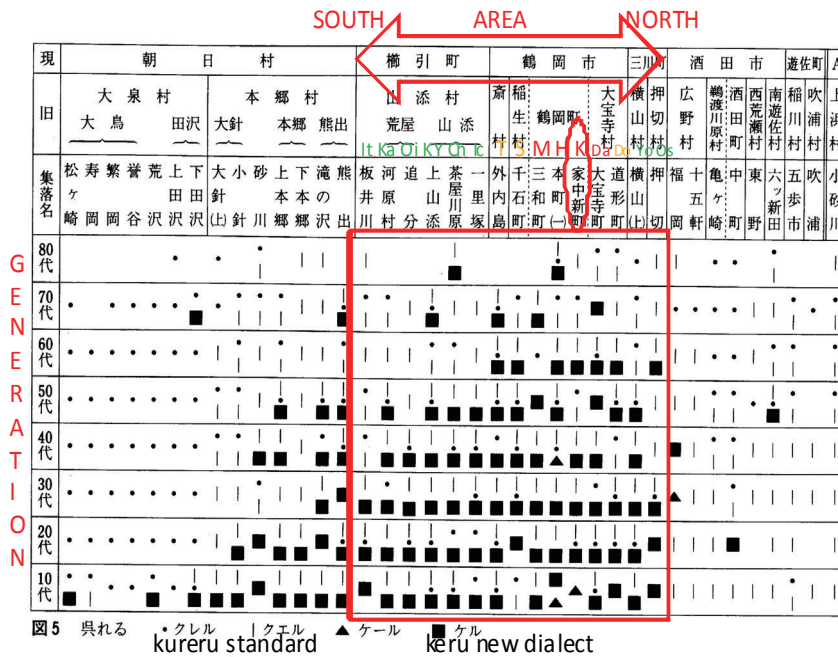 SOUTH AREA NORTH
現 朝日村 櫛引町 鶴岡市 三川町 酒田市 遊佐町 A
旧 大泉村 本郷村 山添村 斎村 稲生村 鶴岡町 大宝寺村 横山村 押切村 広野村 鵜渡川原村 酒田町 西荒瀬村 南遊佐村 稲川村 吹浦村 上浜
大鳥 田沢 大針 本郷 熊出 荒屋 山添
It Ka Oi KY Ch Ic T S M H K Da Do Yo Os
集落名 松ヶ崎 寿岡 繁岡 誉谷 荒沢 上田沢 下田沢 大針(上) 小針 砂川 上本郷 下本郷 滝の沢 熊出 板井川 河原村 追分 上山添 茶屋川原 一里塚 外内島 千石町 三和町 本町(一) 家中新町 大宝寺町 道形町 横山(上) 押切 福岡 十五軒 亀ヶ崎 中町 東野 六ッ新田 五歩市 吹浦 小砂川
GENERATION
80代
70代
60代
50代
40代
30代
20代
10代
図5 呉れる ・クレル |クエル ▲ケール ■ケル
kureru standard keru new dialect